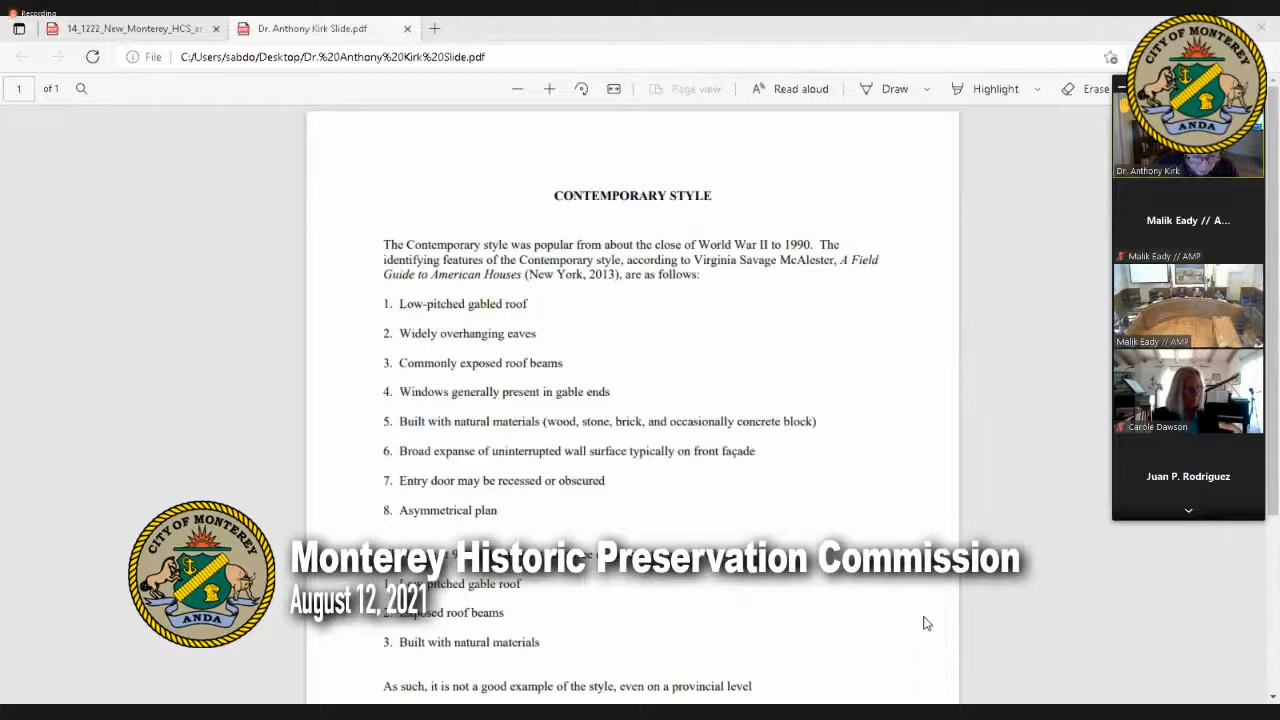 Recording
14_1222_New_Monterey_HCS_ar
Dr. Anthony Kirk Slide.pdf
File C:/Users/sabdo/Desktop/Dr.%20Anthony%20Kirk%20Slide.pdf
1 of 1 Page view Read aloud Draw Highlight Erase
CITY OF MONTEREY
ANDA
CONTEMPORARY STYLE
The Contemporary style was popular from about the close of World War II to 1990. The
identifying features of the Contemporary style, according to Virginia Savage McAlester, A Field
Guide to American Houses (New York, 2013), are as follows:
1. Low-pitched gabled roof
2. Widely overhanging eaves
3. Commonly exposed roof beams
4. Windows generally present in gable ends
5. Built with natural materials (wood, stone, brick, and occasionally concrete block)
6. Broad expanse of uninterrupted wall surface typically on front façade
7. Entry door may be recessed or obscured
8. Asymmetrical plan
1. Low-pitched gable roof
2. Exposed roof beams
3. Built with natural materials
As such, it is not a good example of the style, even on a provincial level
Dr. Anthony Kirk
Malik Eady // A...
Malik Eady // AMP
Malik Eady // AMP
Carole Dawson
Juan P. Rodriguez
CITY OF MONTEREY
ANDA
Monterey Historic Preservation Commission
August 12, 2021